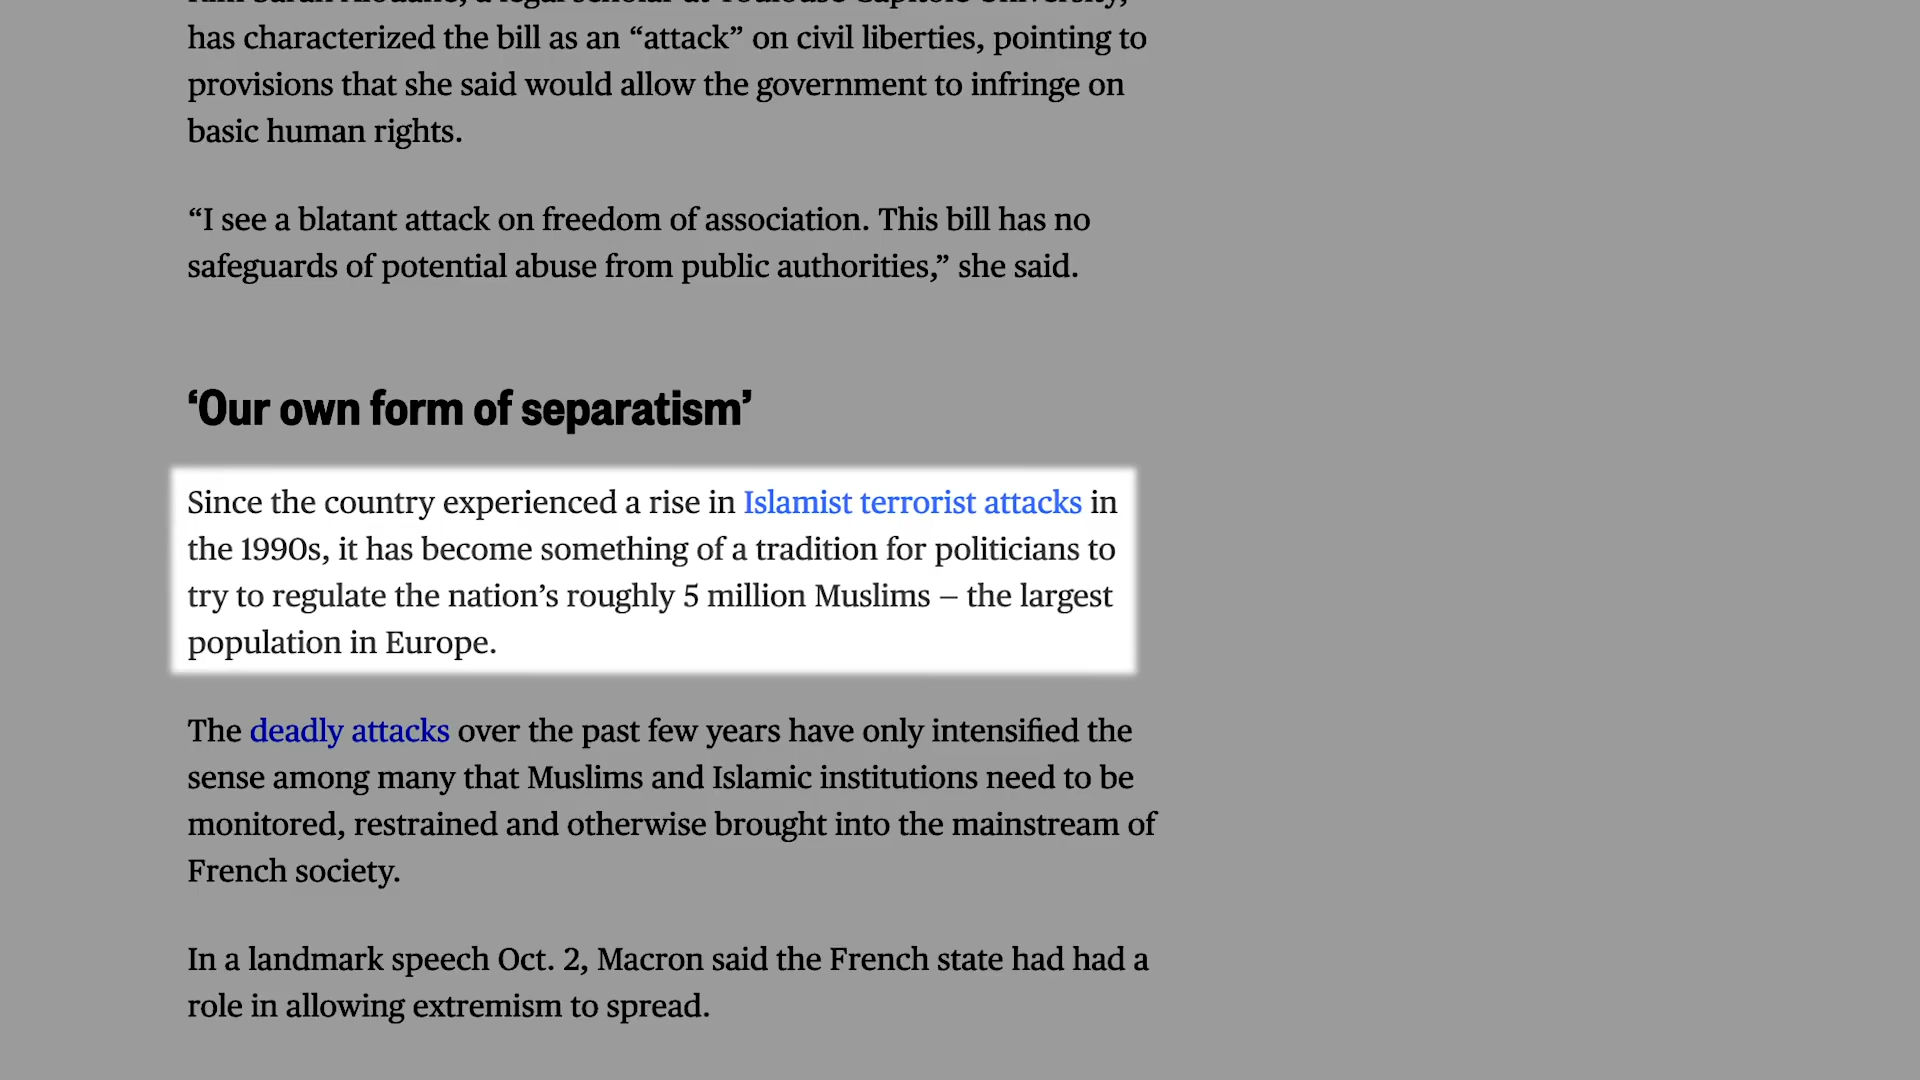 has characterized the bill as an “attack” on civil liberties, pointing to
provisions that she said would allow the government to infringe on
basic human rights.
“I see a blatant attack on freedom of association. This bill has no
safeguards of potential abuse from public authorities,” she said.
‘Our own form of separatism’
Since the country experienced a rise in Islamist terrorist attacks in
the 1990s, it has become something of a tradition for politicians to
try to regulate the nation’s roughly 5 million Muslims — the largest
population in Europe.
The deadly attacks over the past few years have only intensified the
sense among many that Muslims and Islamic institutions need to be
monitored, restrained and otherwise brought into the mainstream of
French society.
In a landmark speech Oct. 2, Macron said the French state had had a
role in allowing extremism to spread.